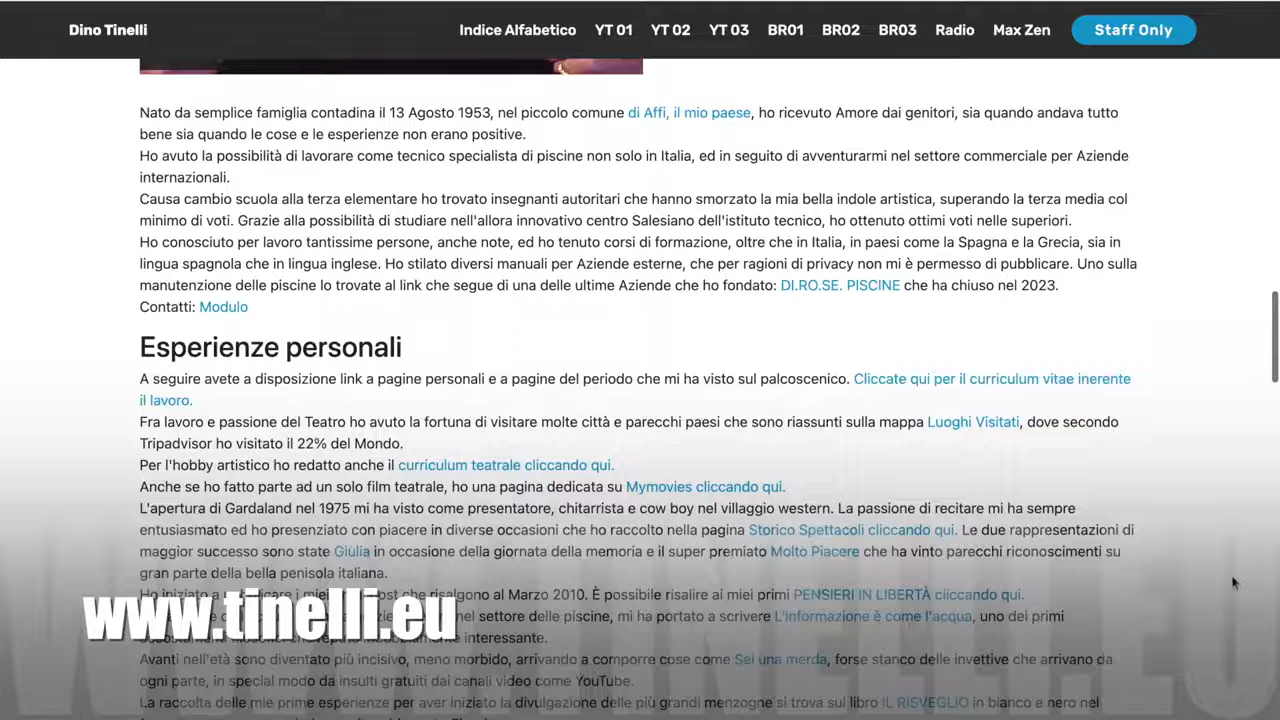 Dino Tinelli Indice Alfabetico YT 01 YT 02 YT 03 BR01 BR02 BR03 Radio Max Zen Staff Only
Nato da semplice famiglia contadina il 13 Agosto 1953, nel piccolo comune di Affi, il mio paese, ho ricevuto Amore dai genitori, sia quando andava tutto
bene sia quando le cose e le esperienze non erano positive.
Ho avuto la possibilità di lavorare come tecnico specialista di piscine non solo in Italia, ed in seguito di avventurarmi nel settore commerciale per Aziende
internazionali.
Causa cambio scuola alla terza elementare ho trovato insegnanti autoritari che hanno smorzato la mia bella indole artistica, superando la terza media col
minimo di voti. Grazie alla possibilità di studiare nell'allora innovativo centro Salesiano dell'istituto tecnico, ho ottenuto ottimi voti nelle superiori.
Ho conosciuto per lavoro tantissime persone, anche note, ed ho tenuto corsi di formazione, oltre che in Italia, in paesi come la Spagna e la Grecia, sia in
lingua spagnola che in lingua inglese. Ho stilato diversi manuali per Aziende esterne, che per ragioni di privacy non mi è permesso di pubblicare. Uno sulla
manutenzione delle piscine lo trovate al link che segue di una delle ultime Aziende che ho fondato: DI.RO.SE. PISCINE che ha chiuso nel 2023.
Contatti: Modulo
Esperienze personali
A seguire avete a disposizione link a pagine personali e a pagine del periodo che mi ha visto sul palcoscenico. Cliccate qui per il curriculum vitae inerente
il lavoro.
Fra lavoro e passione del Teatro ho avuto la fortuna di visitare molte città e parecchi paesi che sono riassunti sulla mappa Luoghi Visitati, dove secondo
Tripadvisor ho visitato il 22% del Mondo.
Per l'hobby artistico ho redatto anche il curriculum teatrale cliccando qui.
Anche se ho fatto parte ad un solo film teatrale, ho una pagina dedicata su Mymovies cliccando qui.
L'apertura di Gardaland nel 1975 mi ha visto come presentatore, chitarrista e cow boy nel villaggio western. La passione di recitare mi ha sempre
entusiasmato ed ho presenziato con piacere in diverse occasioni che ho raccolto nella pagina Storico Spettacoli cliccando qui. Le due rappresentazioni di
maggior successo sono state Giulia in occasione della giornata della memoria e il super premiato Molto Piacere che ha vinto parecchi riconoscimenti su
gran parte della bella penisola italiana.
Ho iniziato a risalgono al Marzo 2010. È possibile risalire ai miei primi PENSIERI IN LIBERTÀ cliccando qui.
www.tinelli.eu
nel settore delle piscine, mi ha portato a scrivere L'informazione è come l'acqua, uno dei primi
interessante.
Avanti nell'età sono diventato più incisivo, meno morbido, arrivando a comporre cose come Sei una merda, forse stanco delle invettive che arrivano da
ogni parte, in special modo da insulti gratuiti dai canali video come YouTube.
La raccolta delle mie prime esperienze per aver iniziato la divulgazione delle più grandi menzogne si trova sul libro IL RISVEGLIO in bianco e nero nel